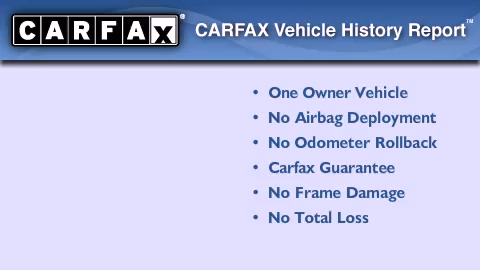 CARFAX® CARFAX Vehicle History Report™
• One Owner Vehicle
• No Airbag Deployment
• No Odometer Rollback
• Carfax Guarantee
• No Frame Damage
• No Total Loss